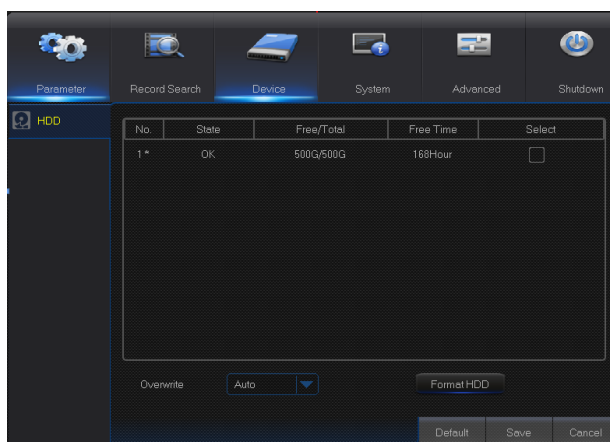 Parameter Record Search Device System Advanced Shutdown
HDD
No. State Free/Total Free Time Select
1 * OK 500G/500G 168Hour
Overwrite Auto Format HDD
Default Save Cancel